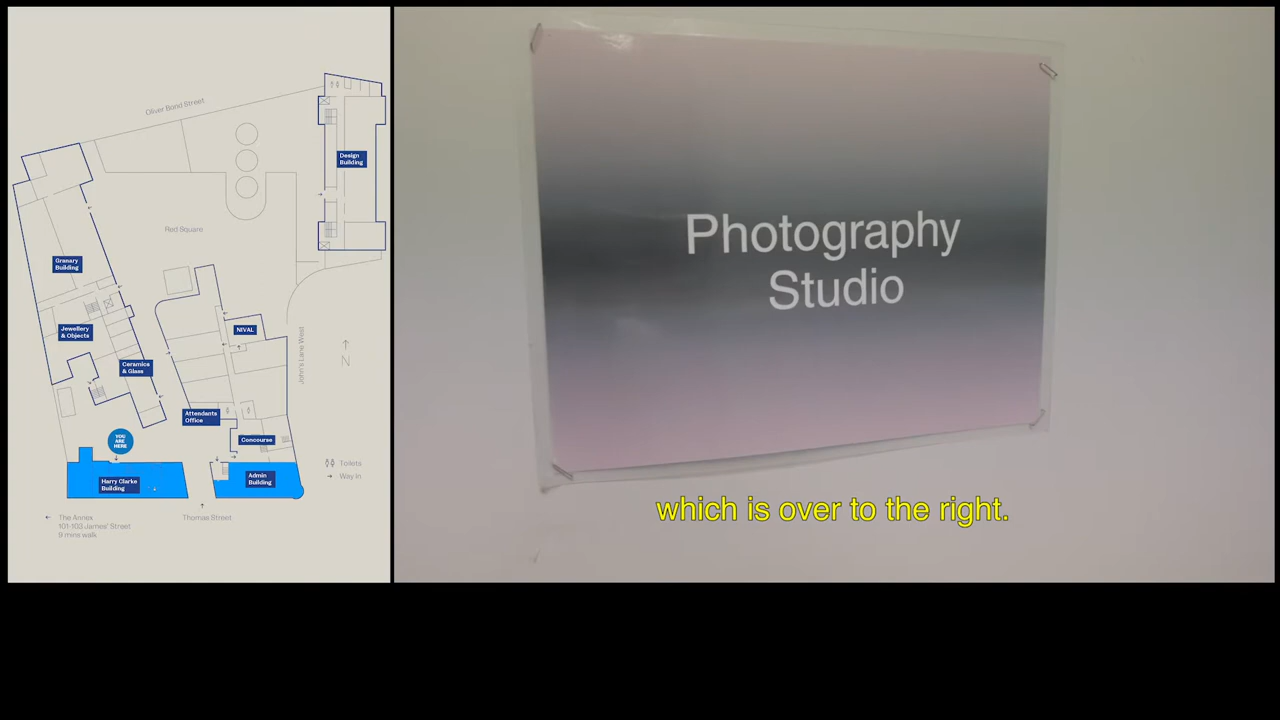 Oliver Bond Street
Design
Building
Red Square
Granary
Building
Jewellery
& Objects
NIVAL
John's Lane West
N
Ceramics
& Glass
Attendants
Office
YOU
ARE
HERE
Concourse
Toilets
Way in
Harry Clarke
Building
Admin
Building
The Annex
101-103 James' Street
9 mins walk
Thomas Street
Photography
Studio
which is over to the right.